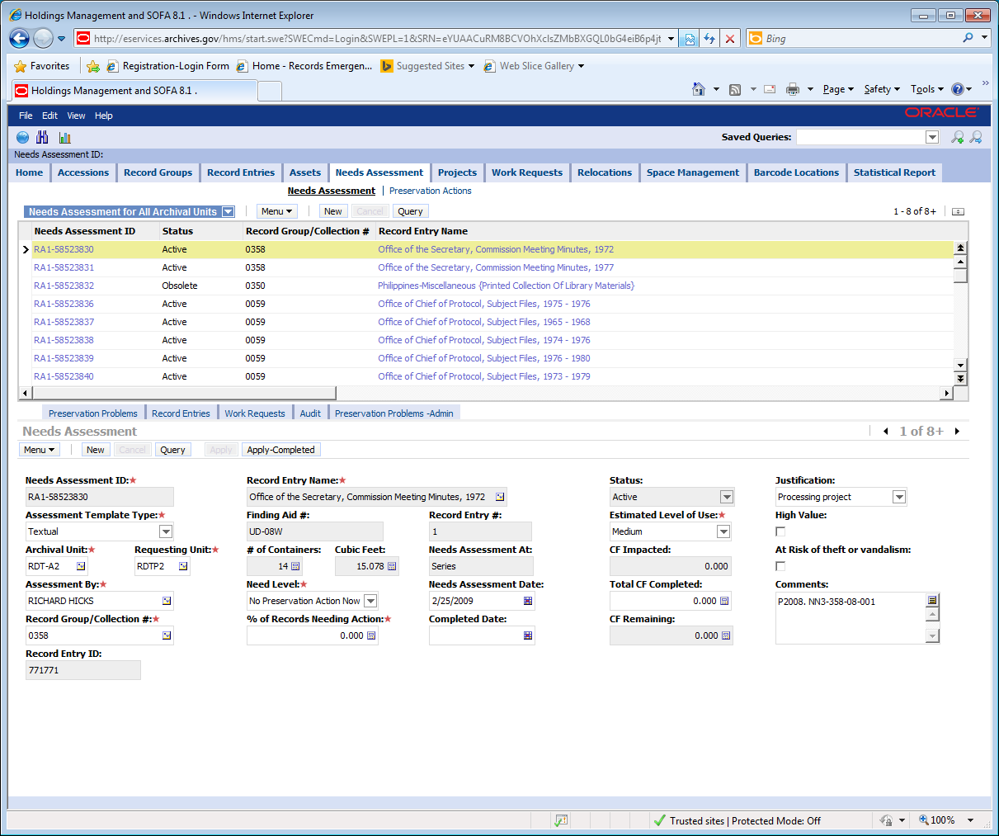 Holdings Management and SOFA 8.1 . - Windows Internet Explorer
http://eservices.archives.gov/hms/start.swe?SWECmd=Login&SWEPL=1&SRN=eYUAACuRM8BCVOhXcIsZMbBXGQL0bG4eiB6p4jt
Bing
Favorites Registration-Login Form Home - Records Emergen... Suggested Sites Web Slice Gallery
Holdings Management and SOFA 8.1 .
Page Safety Tools »
File Edit View Help ORACLE
Saved Queries:
Needs Assessment ID:
Home Accessions Record Groups Record Entries Assets Needs Assessment Projects Work Requests Relocations Space Management Barcode Locations Statistical Report
Needs Assessment | Preservation Actions
Needs Assessment for All Archival Units Menu New Cancel Query 1 - 8 of 8+
Needs Assessment ID Status Record Group/Collection # Record Entry Name
RA1-58523830 Active 0358 Office of the Secretary, Commission Meeting Minutes, 1972
RA1-58523831 Active 0358 Office of the Secretary, Commission Meeting Minutes, 1977
RA1-58523832 Obsolete 0350 Philippines-Miscellaneous {Printed Collection Of Library Materials}
RA1-58523836 Active 0059 Office of Chief of Protocol, Subject Files, 1975 - 1976
RA1-58523837 Active 0059 Office of Chief of Protocol, Subject Files, 1965 - 1968
RA1-58523838 Active 0059 Office of Chief of Protocol, Subject Files, 1974 - 1976
RA1-58523839 Active 0059 Office of Chief of Protocol, Subject Files, 1976 - 1980
RA1-58523840 Active 0059 Office of Chief of Protocol, Subject Files, 1973 - 1979
Preservation Problems Record Entries Work Requests Audit Preservation Problems -Admin
Needs Assessment 1 of 8+
Menu New Cancel Query Apply Apply-Completed
Needs Assessment ID:* Record Entry Name:* Status: Justification:
RA1-58523830 Office of the Secretary, Commission Meeting Minutes, 1972 Active Processing project
Assessment Template Type:* Finding Aid #: Record Entry #: Estimated Level of Use:* High Value:
Textual UD-08W 1 Medium
Archival Unit:* Requesting Unit:* # of Containers: Cubic Feet: Needs Assessment At: CF Impacted: At Risk of theft or vandalism:
RDT-A2 RDTP2 14 15.078 Series 0.000
Assessment By:* Need Level:* Needs Assessment Date: Total CF Completed: Comments:
RICHARD HICKS No Preservation Action Now 2/25/2009 0.000 P2008. NN3-358-08-001
Record Group/Collection #:* % of Records Needing Action:* Completed Date: CF Remaining:
0358 0.000 0.000
Record Entry ID:
771771
Trusted sites | Protected Mode: Off 100%